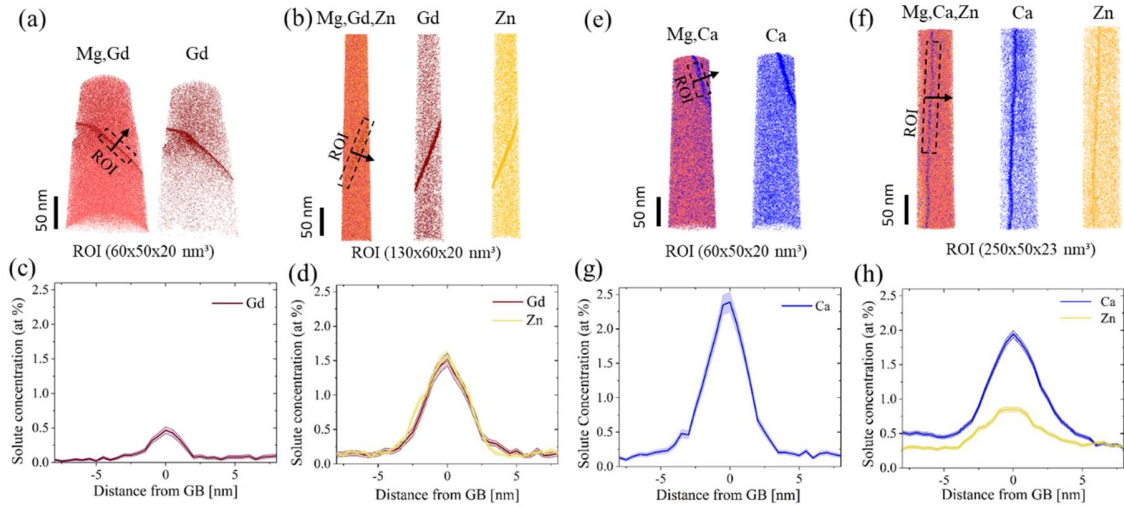 (a)
Mg,Gd
Gd
ROI
50 nm
ROI (60x50x20 nm³)
(b)
Mg,Gd,Zn
Gd
Zn
ROI
50 nm
ROI (130x60x20 nm³)
(e)
Mg,Ca
Ca
ROI
50 nm
ROI (60x50x20 nm³)
(f)
Mg,Ca,Zn
Ca
Zn
ROI
50 nm
ROI (250x50x23 nm³)
(c)
Solute concentration (at %)
2.5
2.0
1.5
1.0
0.5
0.0
Gd
-5
0
5
Distance from GB [nm]
(d)
Solute concentration (at %)
2.5
2.0
1.5
1.0
0.5
0.0
Gd
Zn
-5
0
5
Distance from GB [nm]
(g)
Solute Concentration (at %)
2.5
2.0
1.5
1.0
0.5
0.0
Ca
-5
0
5
Distance from GB [nm]
(h)
Solute concentration (at %)
2.5
2.0
1.5
1.0
0.5
0.0
Ca
Zn
-5
0
5
Distance from GB [nm]